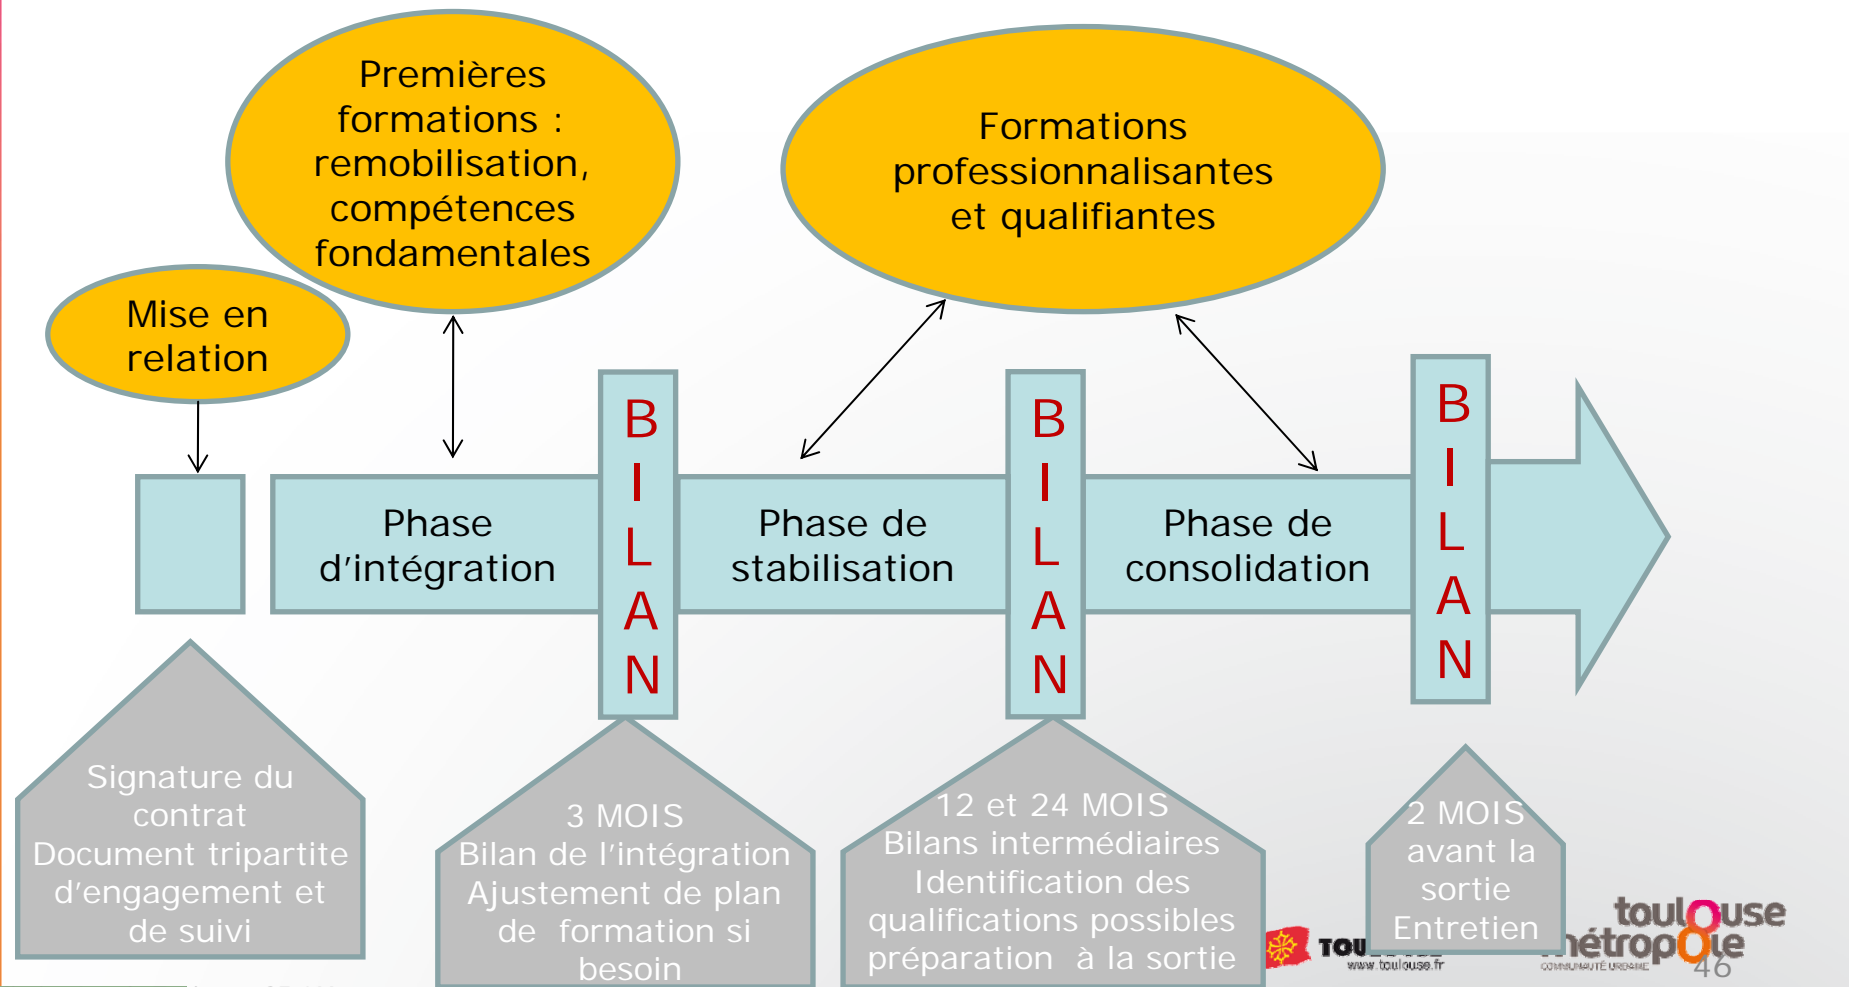 Premières
formations :
remobilisation,
compétences
fondamentales
Formations
professionnalisantes
et qualifiantes
Mise en
relation
B
I
L
A
N
B
I
L
A
N
B
I
L
A
N
Phase
d'intégration
Phase de
stabilisation
Phase de
consolidation
Signature du
contrat
Document tripartite
d'engagement et
de suivi
3 MOIS
Bilan de l'intégration
Ajustement de plan
de formation si
besoin
12 et 24 MOIS
Bilans intermédiaires
Identification des
qualifications possibles
préparation à la sortie
2 MOIS
avant la
sortie
Entretien
www.toulouse.fr
toulouse
métropole
COMMUNAUTÉ URBAINE
46